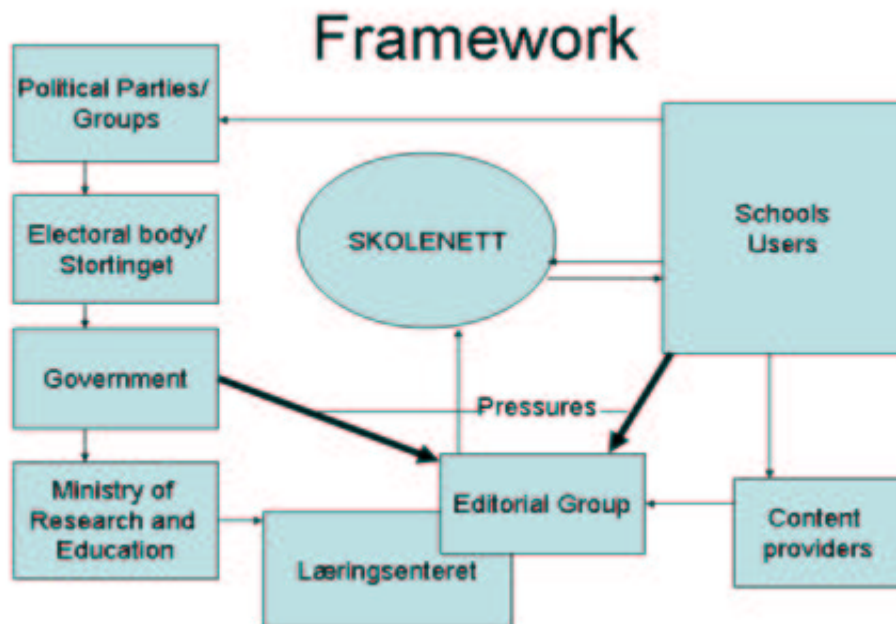 Framework
Political Parties/
Groups
Electoral body/
Stortinget
Government
Ministry of
Research and
Education
SKOLENETT
Schools
Users
Pressures
Editorial Group
Læringsenteret
Content
providers